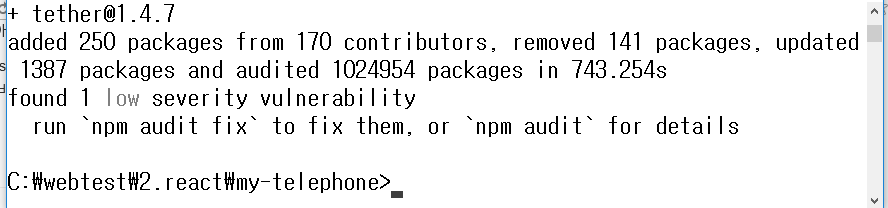 + tether@1.4.7
added 250 packages from 170 contributors, removed 141 packages, updated
 1387 packages and audited 1024954 packages in 743.254s
found 1 low severity vulnerability
  run `npm audit fix` to fix them, or `npm audit` for details

C:₩webtest₩2.react₩my-telephone>